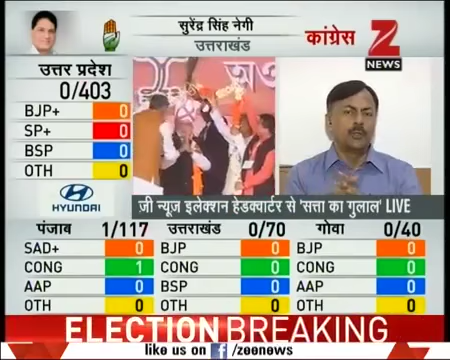 सुरेंद्र सिंह नेगी
उत्तराखंड
कांग्रेस
Z
NEWS
उत्तर प्रदेश
0/403
BJP+ 0
SP+ 0
BSP 0
OTH 0
HYUNDAI
ज़ी न्यूज़ इलेक्शन हेडक्वार्टर से 'सत्ता का गुलाल' LIVE
पंजाब 1/117 उत्तराखंड 0/70 गोवा 0/40
SAD+ 0 BJP 0 BJP 0
CONG 1 CONG 0 CONG 0
AAP 0 BSP 0 AAP 0
OTH 0 OTH 0 OTH 0
ELECTION BREAKING
like us on f/zeenews